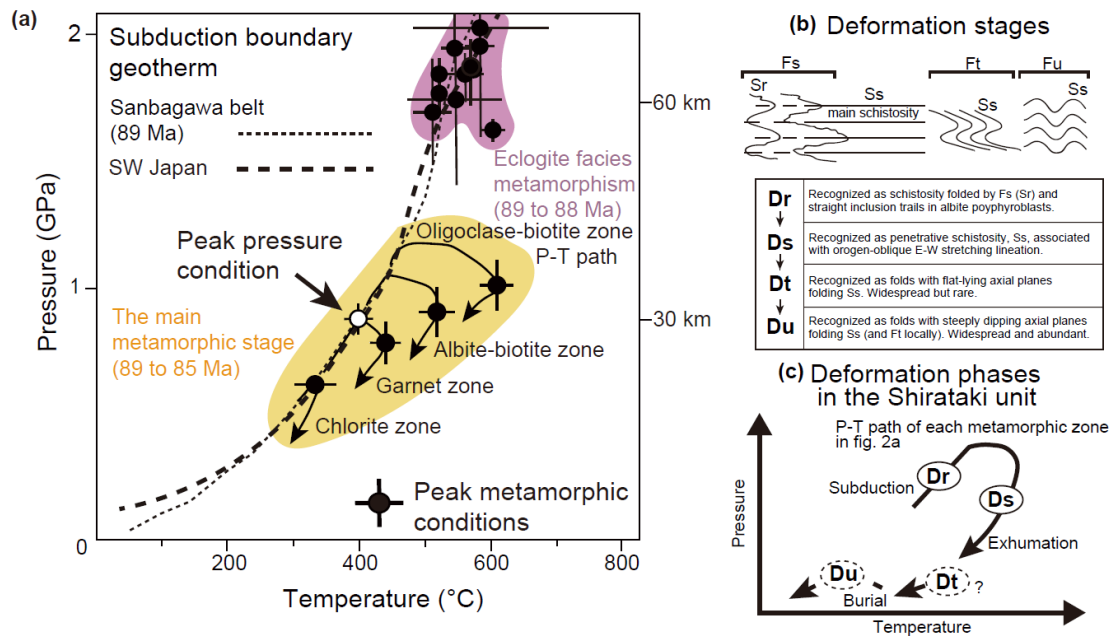 (a)
Subduction boundary
geotherm
Sanbagawa belt
(89 Ma)
SW Japan
Eclogite facies
metamorphism
(89 to 88 Ma)
Oligoclase-biotite zone
P-T path
Peak pressure
condition
The main
metamorphic stage
(89 to 85 Ma)
Albite-biotite zone
Garnet zone
Chlorite zone
Peak metamorphic
conditions
2
1
0
Pressure (GPa)
60 km
30 km
0
200
400
600
800
Temperature (°C)
(b) Deformation stages
Fs
Ft
Fu
Sr
Ss
main schistosity
Ss
Ss
Dr
Recognized as schistosity folded by Fs (Sr) and
straight inclusion trails in albite poyphyroblasts.
Ds
Recognized as penetrative schistosity, Ss, associated
with orogen-oblique E-W stretching lineation.
Dt
Recognized as folds with flat-lying axial planes
folding Ss. Widespread but rare.
Du
Recognized as folds with steeply dipping axial planes
folding Ss (and Ft locally). Widespread and abundant.
(c) Deformation phases
in the Shirataki unit
P-T path of each metamorphic zone
in fig. 2a
Dr
Subduction
Ds
Exhumation
Du
Dt
?
Burial
Pressure
Temperature